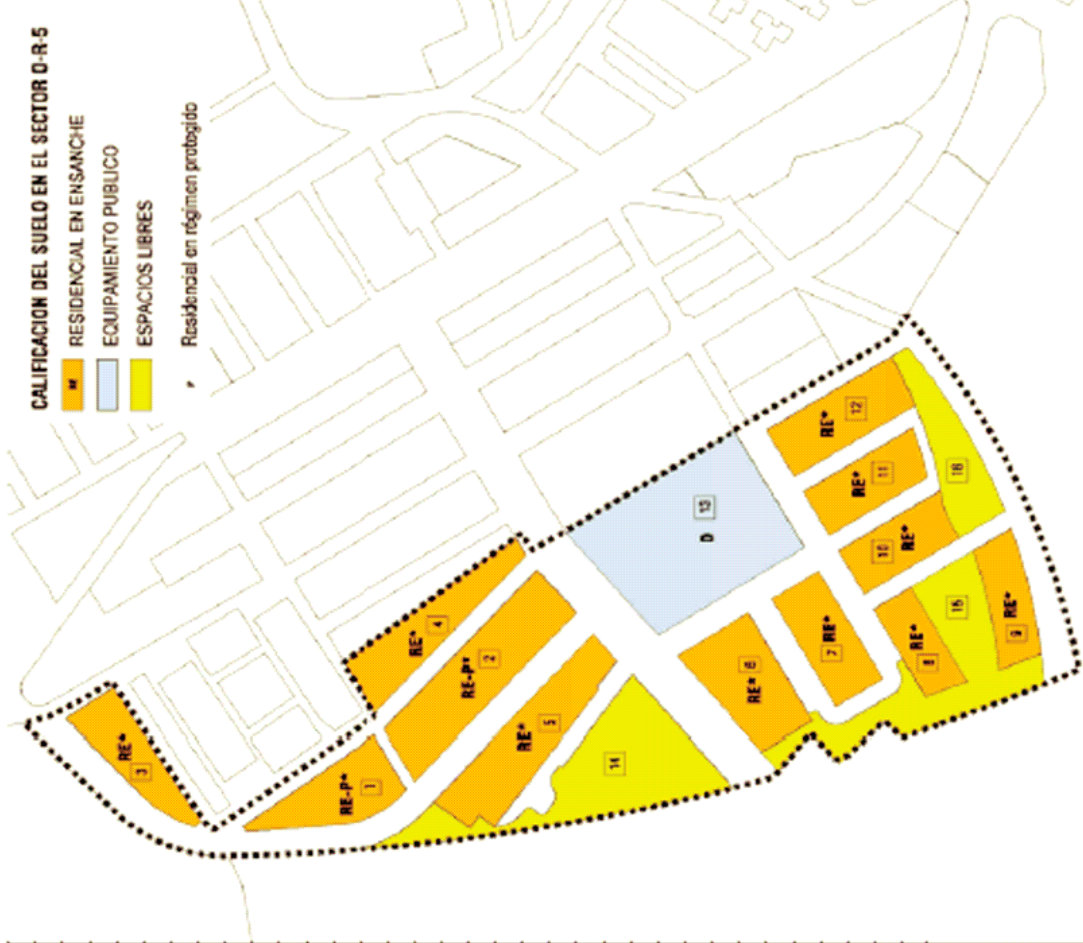 CALIFICACION DEL SUELO EN EL SECTOR O-R-5
RE RESIDENCIAL EN ENSANCHE
EQUIPAMIENTO PUBLICO
ESPACIOS LIBRES
* Residencial en régimen protegido
RE* 3
RE-P* 1
RE* 4
RE-P* 2
RE* 5
14
D 13
RE* 6
7 RE*
RE* 8
15
RE* 9
10 RE*
RE* 11
RE* 12
16